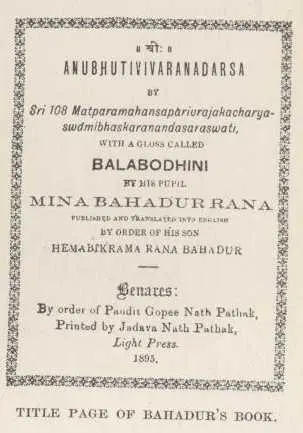 ॥ श्रीः ॥
ANUBHUTIVIVARANADARSA
BY
Sri 108 Matparamahansaparivrajakacharya-
swdmibhaskaranandasaraswati,
WITH A GLOSS CALLED
BALABODHINI
BY HIS PUPIL
MINA BAHADUR RANA
PUBLISHED AND TRANSLATED INTO ENGLISH
BY ORDER OF HIS SON
HEMABIKRAMA RANA BAHADUR
Benares:
By order of Pandit Gopee Nath Pathak,
Printed by Jadava Nath Pathak,
Light Press.
1895.
TITLE PAGE OF BAHADUR'S BOOK.